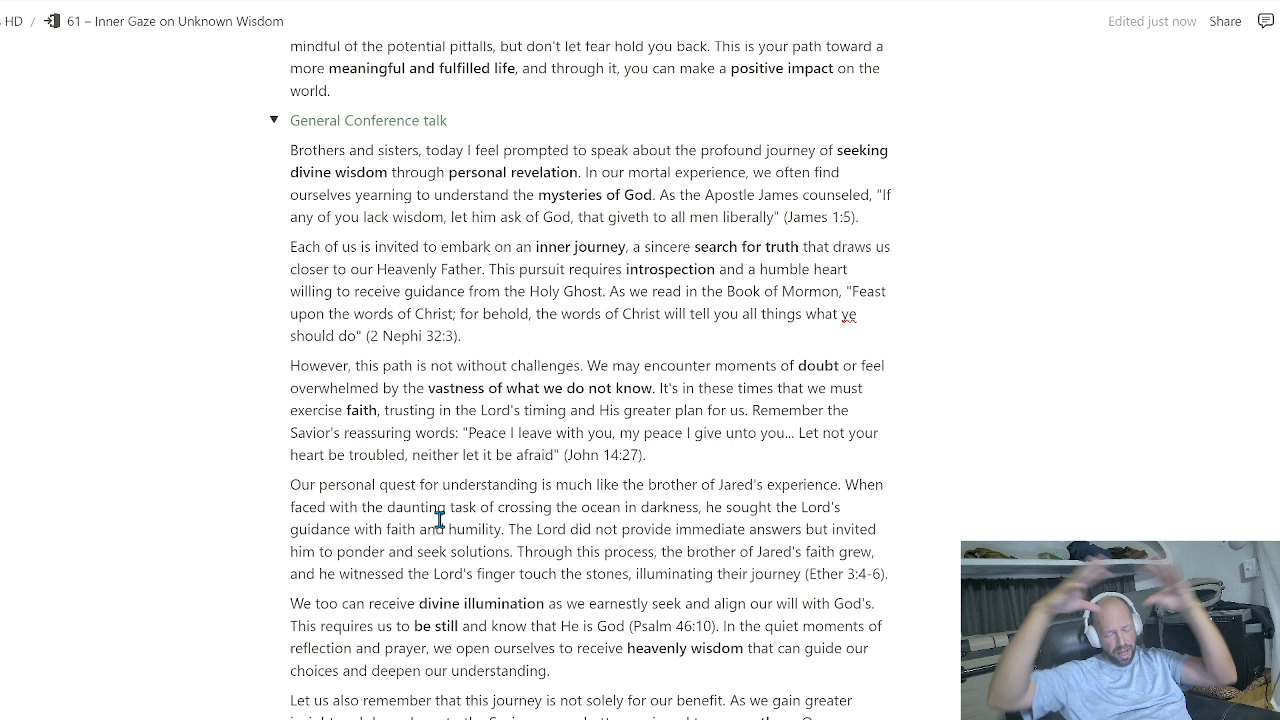 s HD / 61 – Inner Gaze on Unknown Wisdom Edited just now Share
mindful of the potential pitfalls, but don't let fear hold you back. This is your path toward a
more meaningful and fulfilled life, and through it, you can make a positive impact on the
world.
General Conference talk
Brothers and sisters, today I feel prompted to speak about the profound journey of seeking
divine wisdom through personal revelation. In our mortal experience, we often find
ourselves yearning to understand the mysteries of God. As the Apostle James counseled, "If
any of you lack wisdom, let him ask of God, that giveth to all men liberally" (James 1:5).
Each of us is invited to embark on an inner journey, a sincere search for truth that draws us
closer to our Heavenly Father. This pursuit requires introspection and a humble heart
willing to receive guidance from the Holy Ghost. As we read in the Book of Mormon, "Feast
upon the words of Christ; for behold, the words of Christ will tell you all things what ye
should do" (2 Nephi 32:3).
However, this path is not without challenges. We may encounter moments of doubt or feel
overwhelmed by the vastness of what we do not know. It's in these times that we must
exercise faith, trusting in the Lord's timing and His greater plan for us. Remember the
Savior's reassuring words: "Peace I leave with you, my peace I give unto you... Let not your
heart be troubled, neither let it be afraid" (John 14:27).
Our personal quest for understanding is much like the brother of Jared's experience. When
faced with the daunting task of crossing the ocean in darkness, he sought the Lord's
guidance with faith and humility. The Lord did not provide immediate answers but invited
him to ponder and seek solutions. Through this process, the brother of Jared's faith grew,
and he witnessed the Lord's finger touch the stones, illuminating their journey (Ether 3:4-6).
We too can receive divine illumination as we earnestly seek and align our will with God's.
This requires us to be still and know that He is God (Psalm 46:10). In the quiet moments of
reflection and prayer, we open ourselves to receive heavenly wisdom that can guide our
choices and deepen our understanding.
Let us also remember that this journey is not solely for our benefit. As we gain greater